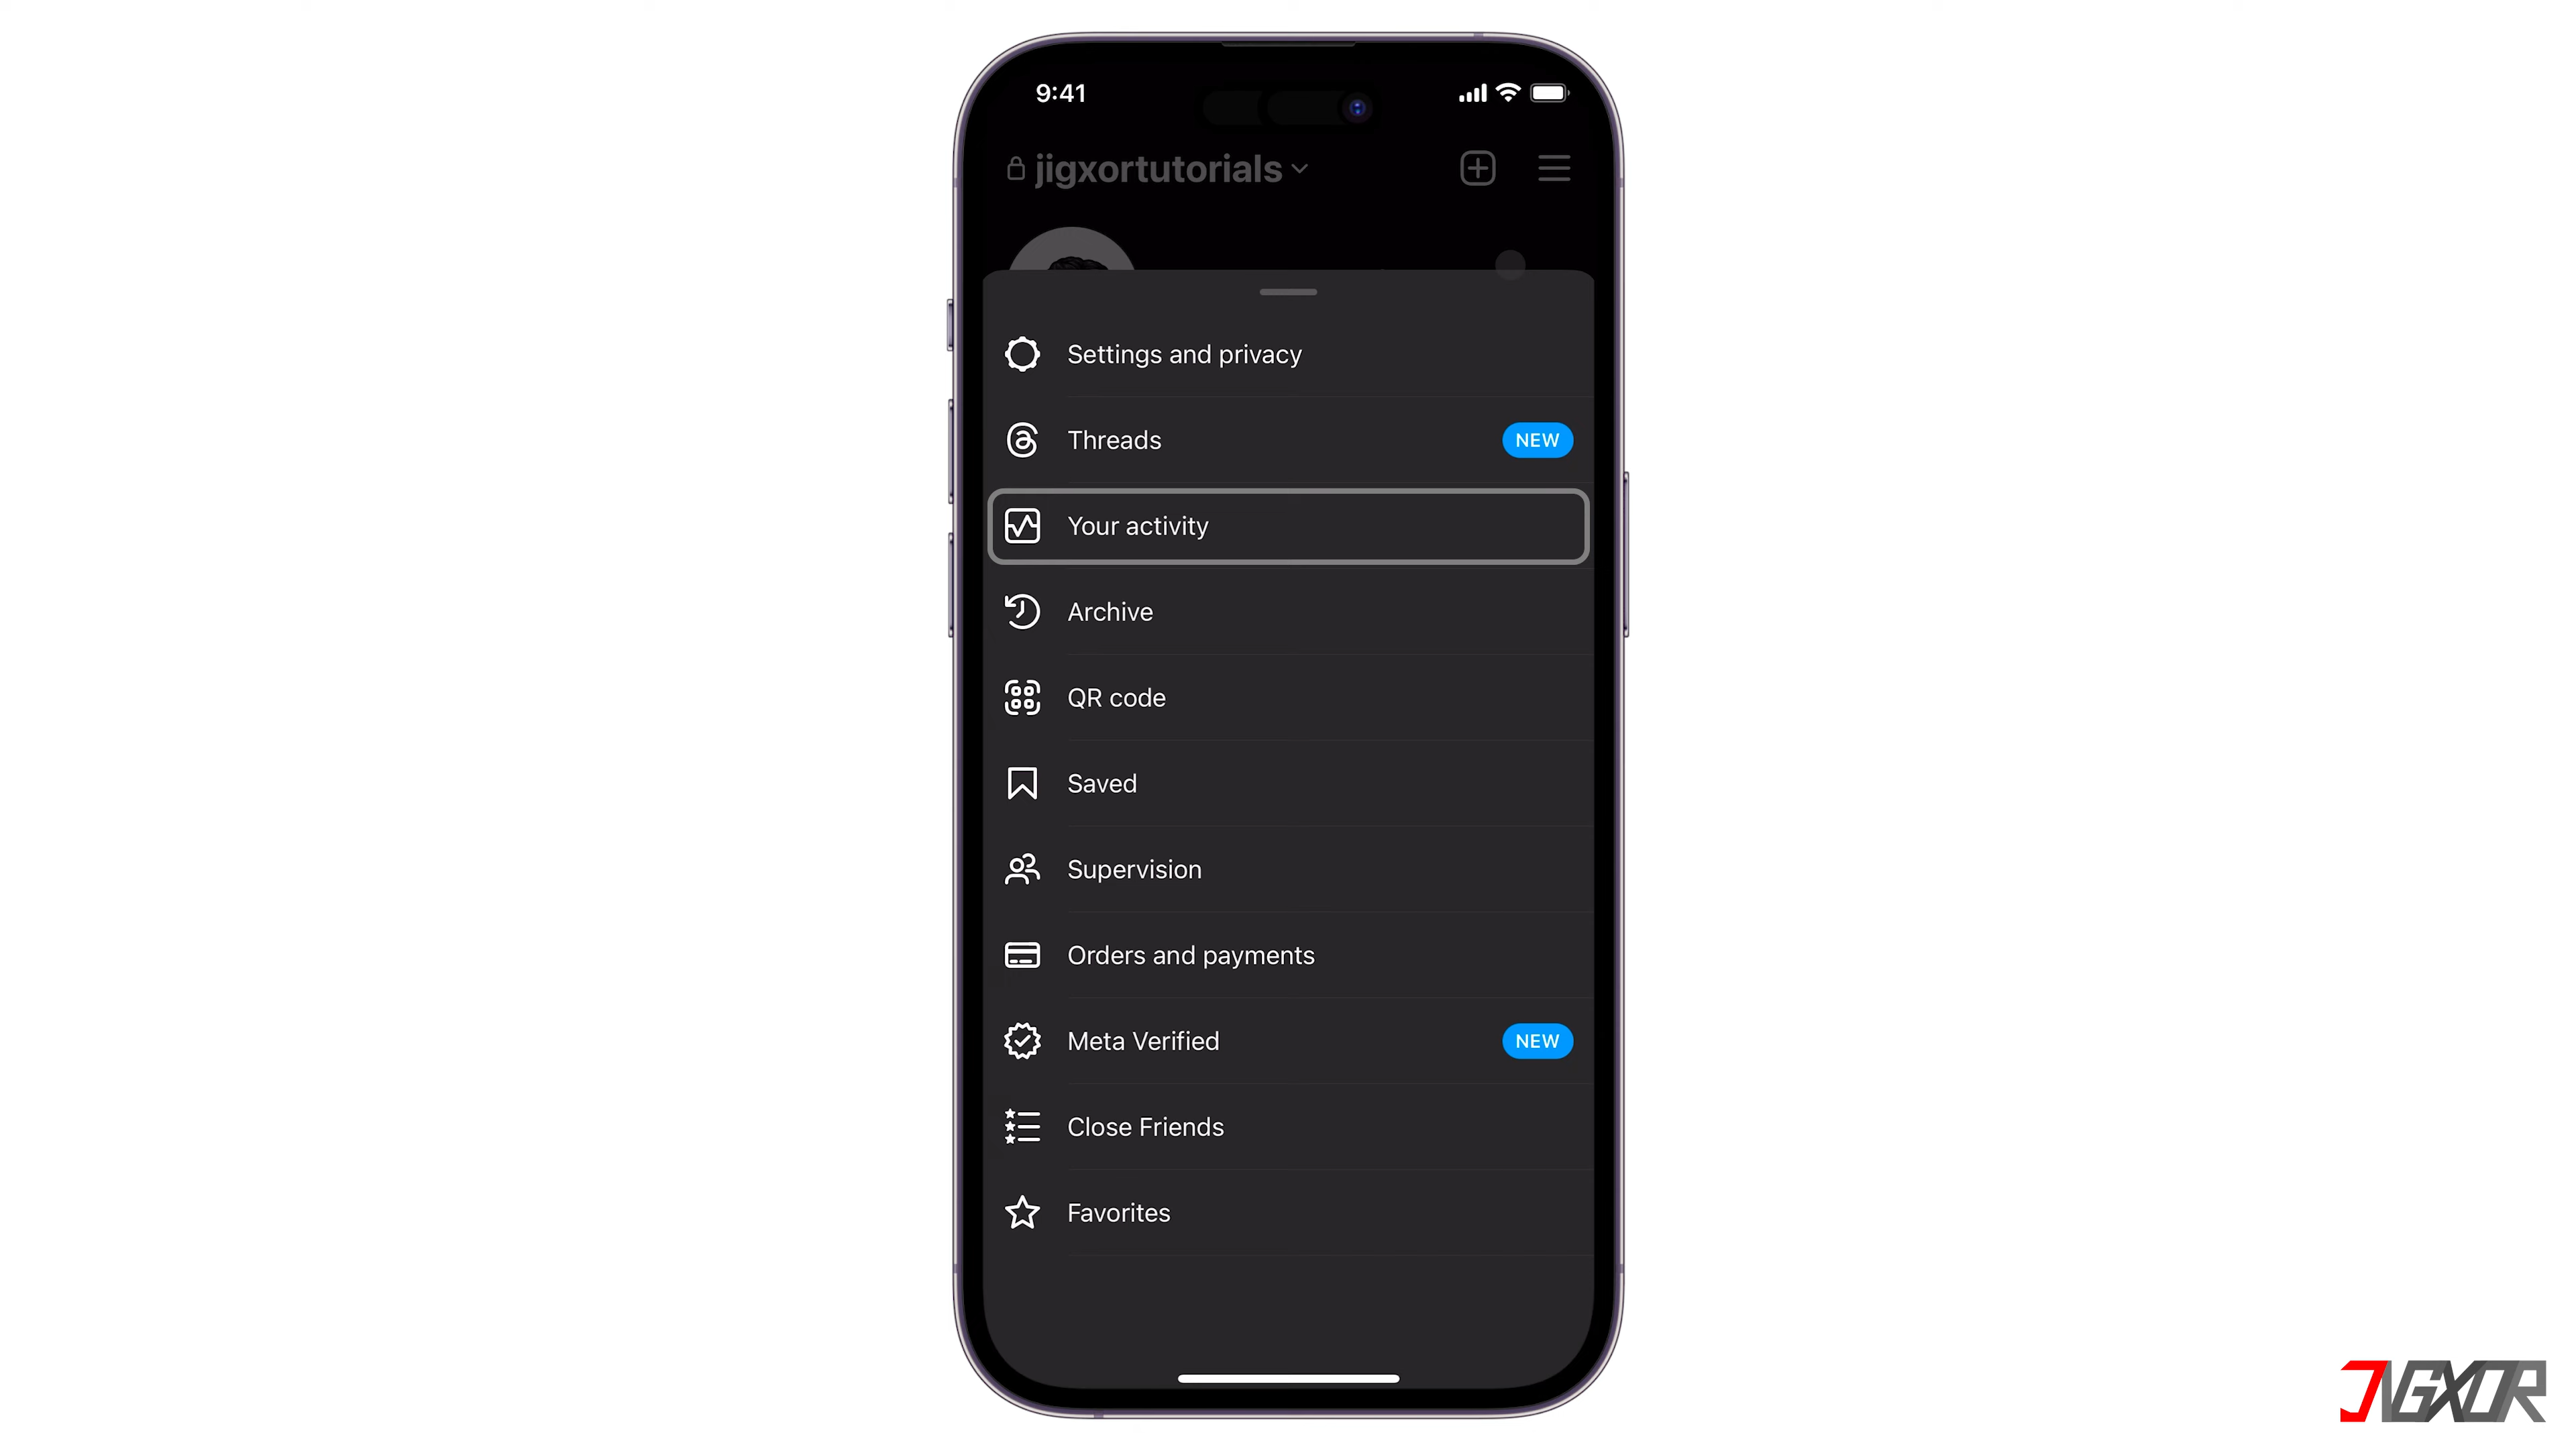 9:41
jigxortutorials
Settings and privacy
Threads NEW
Your activity
Archive
QR code
Saved
Supervision
Orders and payments
Meta Verified NEW
Close Friends
Favorites
JIGXOR